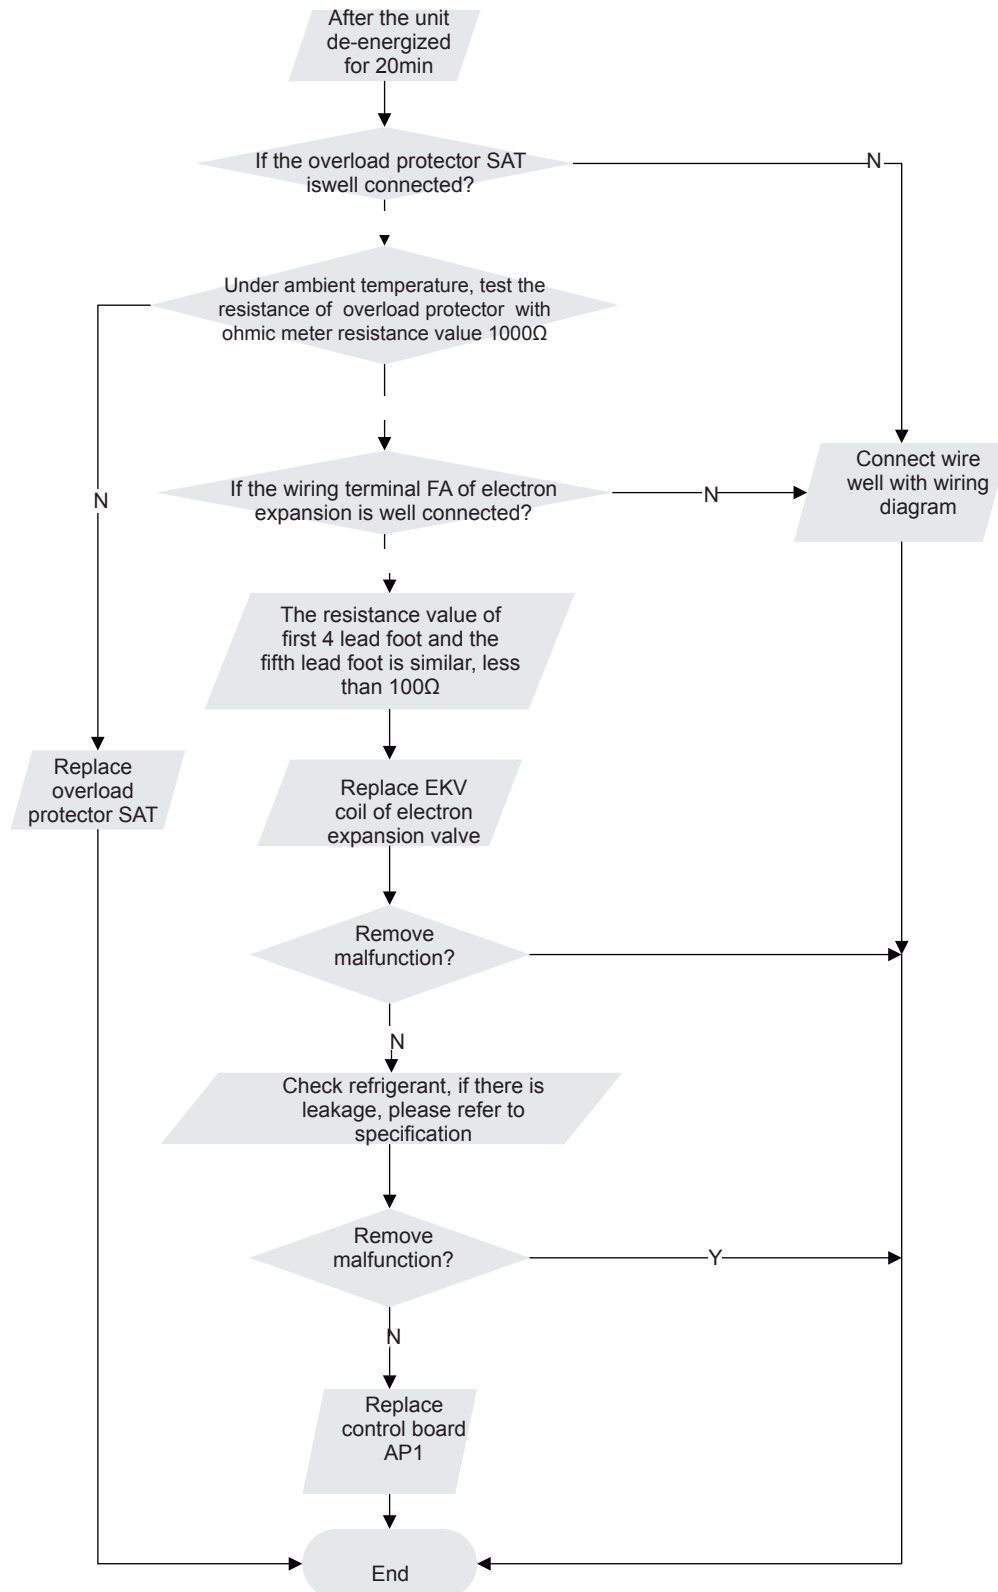 After the unit
de-energized
for 20min
If the overload protector SAT
iswell connected?
N
Under ambient temperature, test the
resistance of overload protector with
ohmic meter resistance value 1000Ω
N
If the wiring terminal FA of electron
expansion is well connected?
N
Connect wire
well with wiring
diagram
The resistance value of
first 4 lead foot and the
fifth lead foot is similar, less
than 100Ω
Replace
overload
protector SAT
Replace EKV
coil of electron
expansion valve
Remove
malfunction?
N
Check refrigerant, if there is
leakage, please refer to
specification
Remove
malfunction?
Y
N
Replace
control board
AP1
End